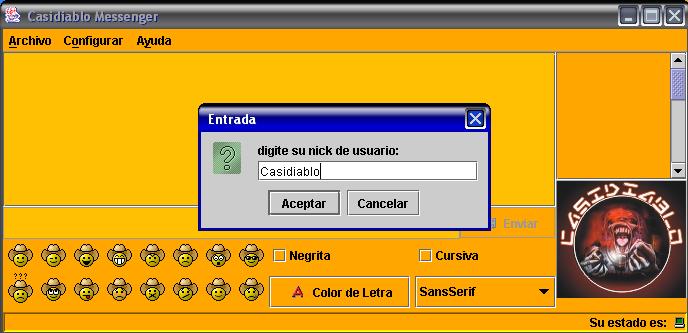 Casidiablo Messenger
Archivo Configurar Ayuda
Entrada
digite su nick de usuario:
Casidiablo
Aceptar Cancelar
Enviar
CASIDIABLO
Negrita Cursiva
???
A Color de Letra SansSerif
Su estado es: